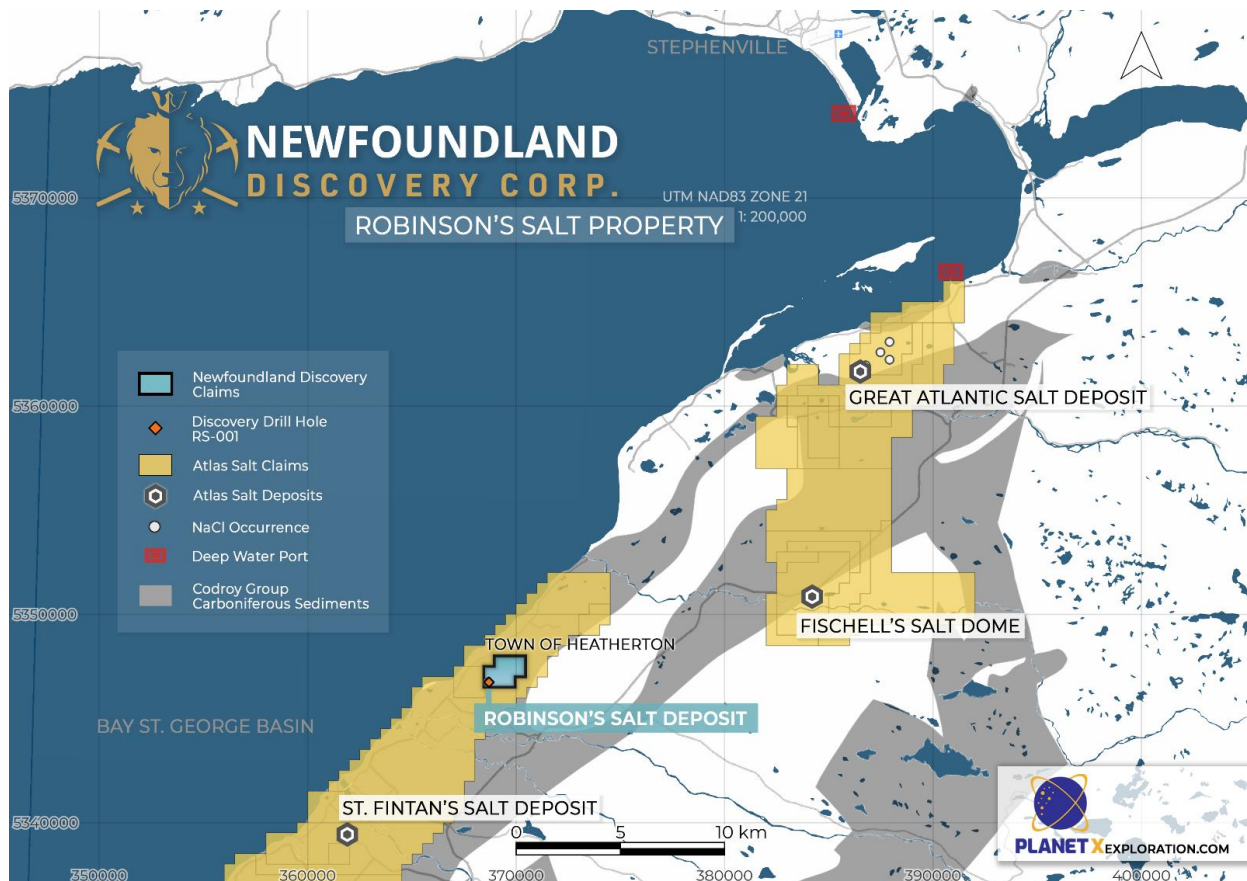 STEPHENVILLE
NEWFOUNDLAND
DISCOVERY CORP.
UTM NAD83 ZONE 21
1: 200,000
ROBINSON'S SALT PROPERTY
5370000
5360000
5350000
5340000
Newfoundland Discovery
Claims
Discovery Drill Hole
RS-001
Atlas Salt Claims
Atlas Salt Deposits
NaCl Occurrence
Deep Water Port
Codroy Group
Carboniferous Sediments
GREAT ATLANTIC SALT DEPOSIT
FISCHELL'S SALT DOME
TOWN OF HEATHERTON
ROBINSON'S SALT DEPOSIT
BAY ST. GEORGE BASIN
ST. FINTAN'S SALT DEPOSIT
0 5 10 km
PLANET X EXPLORATION.COM
350000 360000 370000 380000 390000 400000